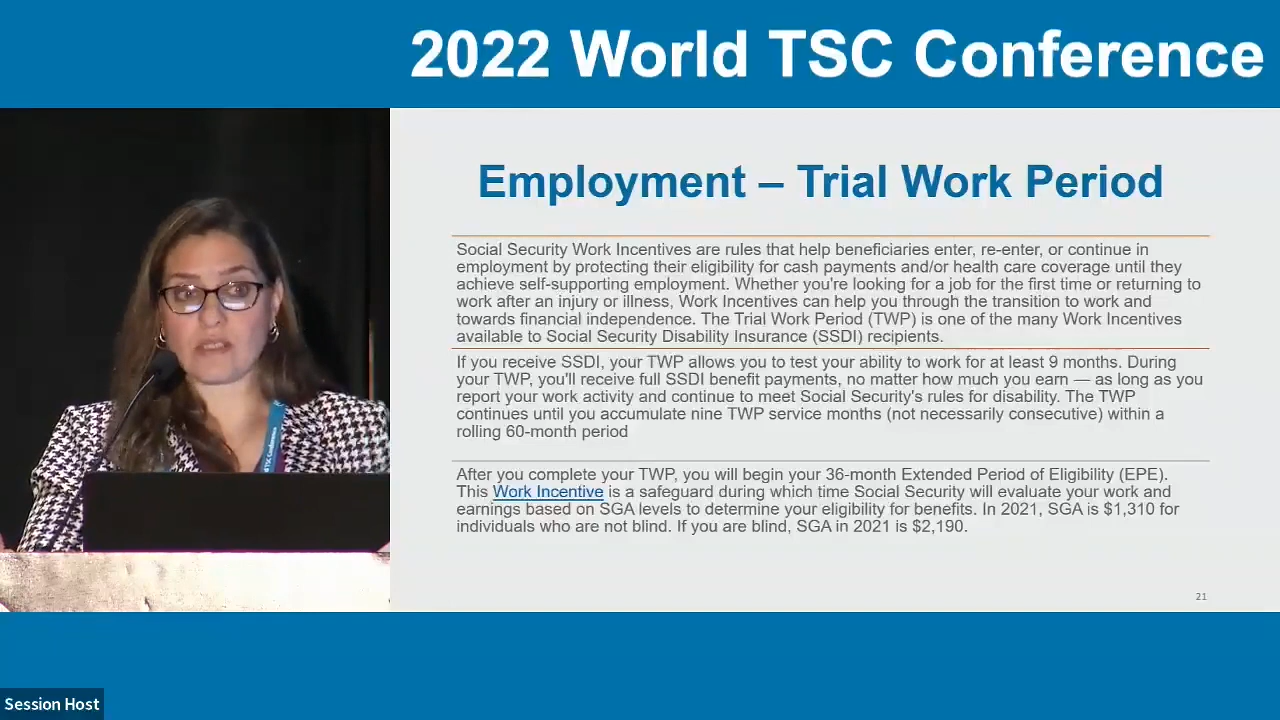 2022 World TSC Conference
Employment – Trial Work Period
Social Security Work Incentives are rules that help beneficiaries enter, re-enter, or continue in
employment by protecting their eligibility for cash payments and/or health care coverage until they
achieve self-supporting employment. Whether you're looking for a job for the first time or returning to
work after an injury or illness, Work Incentives can help you through the transition to work and
towards financial independence. The Trial Work Period (TWP) is one of the many Work Incentives
available to Social Security Disability Insurance (SSDI) recipients.
If you receive SSDI, your TWP allows you to test your ability to work for at least 9 months. During
your TWP, you'll receive full SSDI benefit payments, no matter how much you earn — as long as you
report your work activity and continue to meet Social Security's rules for disability. The TWP
continues until you accumulate nine TWP service months (not necessarily consecutive) within a
rolling 60-month period
After you complete your TWP, you will begin your 36-month Extended Period of Eligibility (EPE).
This Work Incentive is a safeguard during which time Social Security will evaluate your work and
earnings based on SGA levels to determine your eligibility for benefits. In 2021, SGA is $1,310 for
individuals who are not blind. If you are blind, SGA in 2021 is $2,190.
21
TSC Conference
Session Host